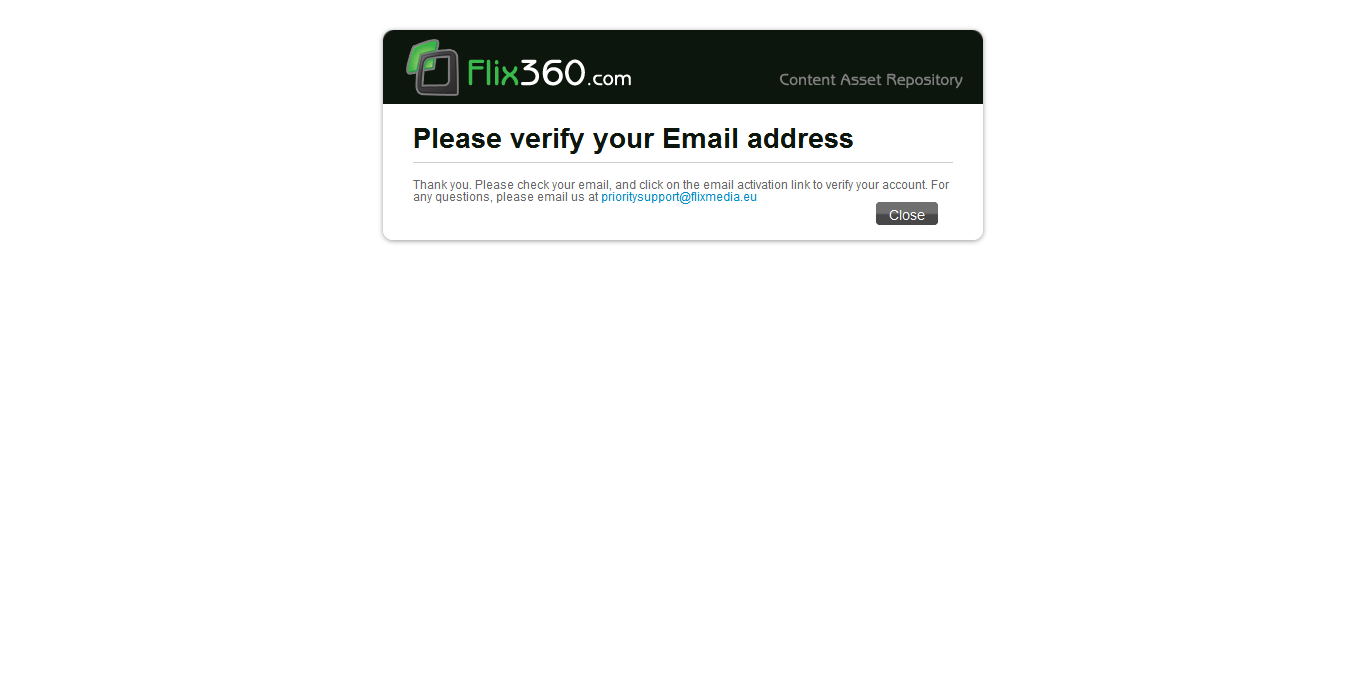 Flix360.com
Content Asset Repository
Please verify your Email address
Thank you. Please check your email, and click on the email activation link to verify your account. For
any questions, please email us at prioritysupport@flixmedia.eu
Close